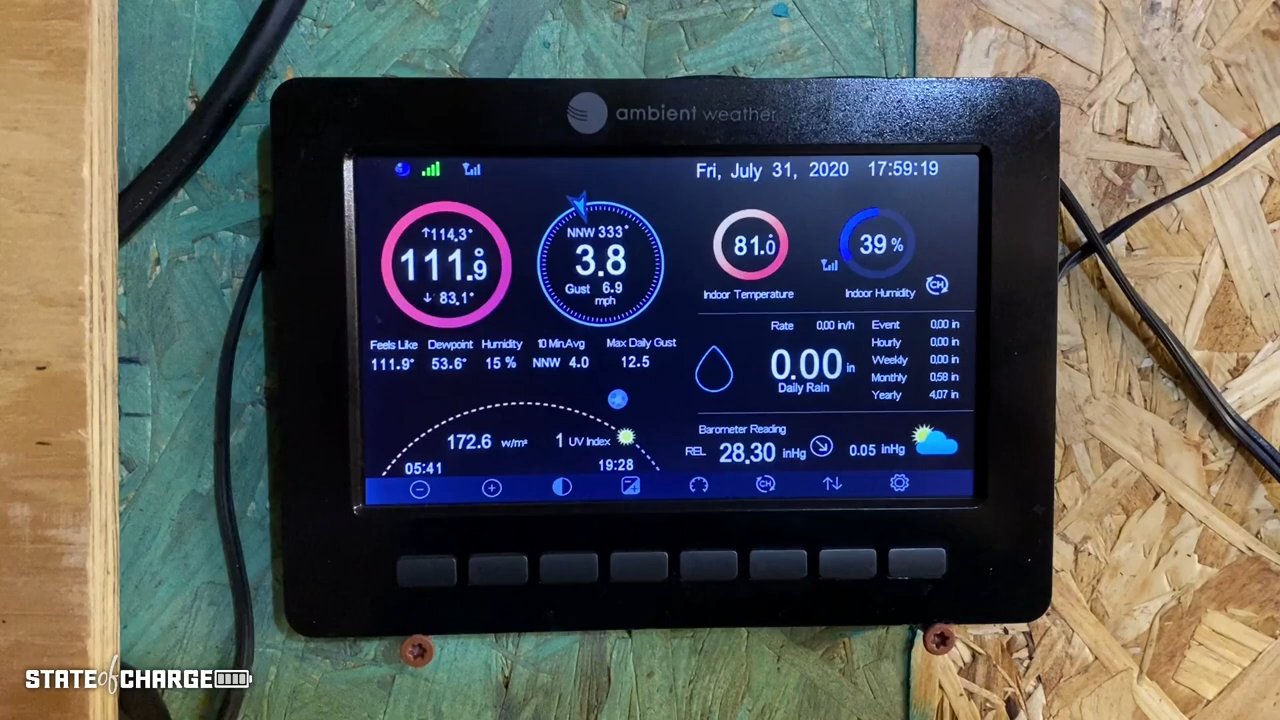 ambient weather
Fri, July 31, 2020 17:59:19
↑114.3°
111.9°
↓ 83.1°
NNW 333°
3.8
Gust 6.9
mph
81.0°
Indoor Temperature
39 %
Indoor Humidity
CH
Feels Like Dewpoint Humidity 10 Min.Avg Max Daily Gust
111.9° 53.6° 15 % NNW 4.0 12.5
Rate 0.00 in/h
0.00 in
Daily Rain
Event 0.00 in
Hourly 0.00 in
Weekly 0.00 in
Monthly 0.58 in
Yearly 4.07 in
172.6 w/m² 1 UV Index
05:41 19:28
Barometer Reading
REL 28.30 inHg 0.05 inHg
CH
STATE of CHARGE